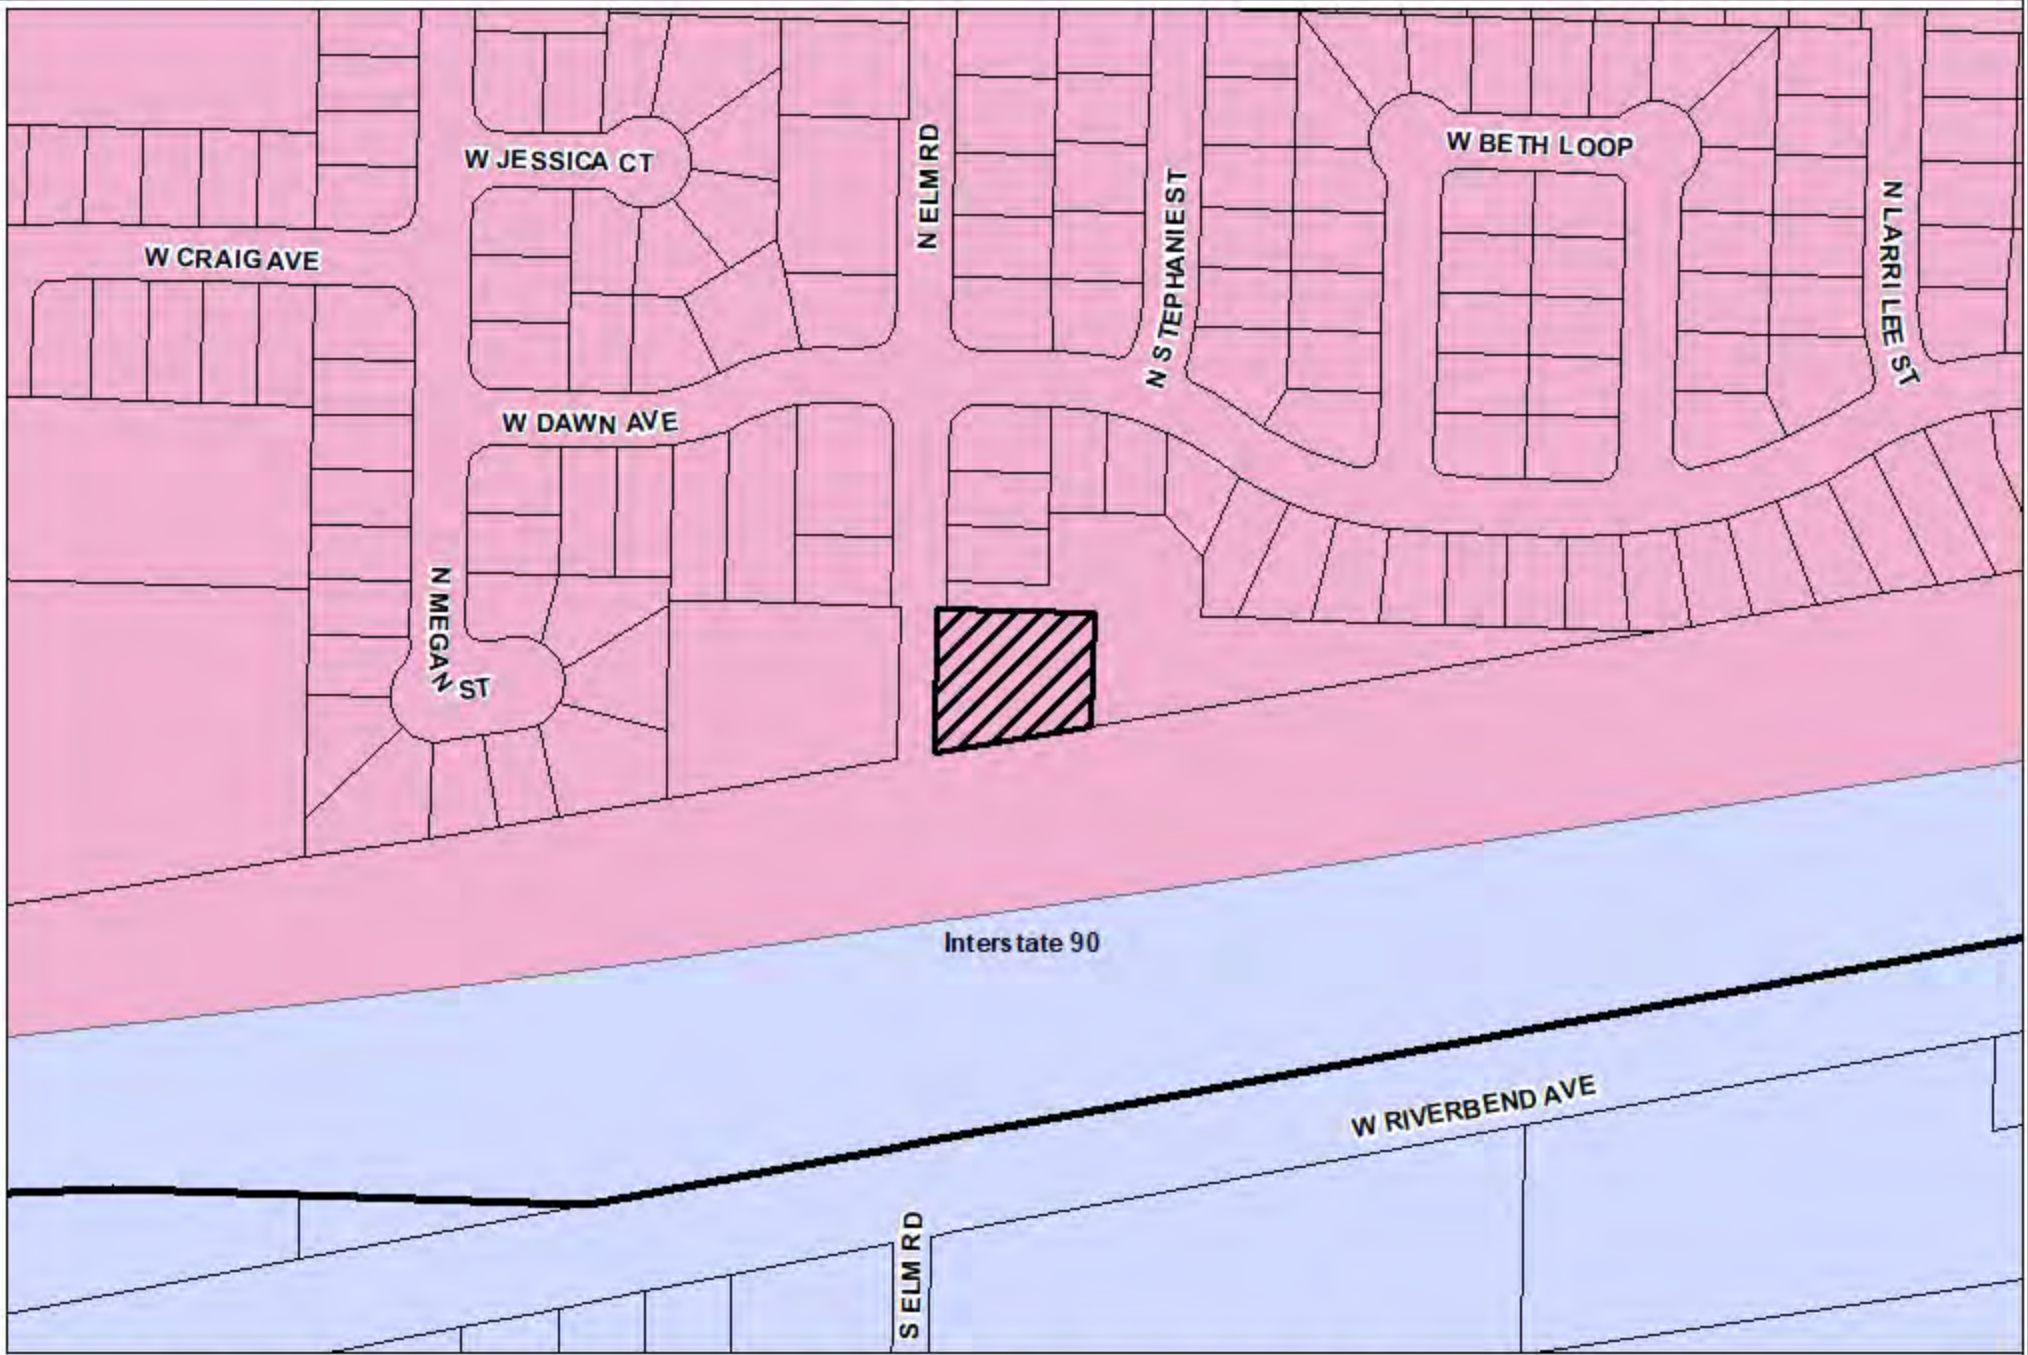 W JESSICA CT
W BETH LOOP
N ELM RD
N STEPHANIE ST
N LARRI LEE ST
W CRAIG AVE
W DAWN AVE
N MEGAN ST
Interstate 90
W RIVERBEND AVE
S ELM RD